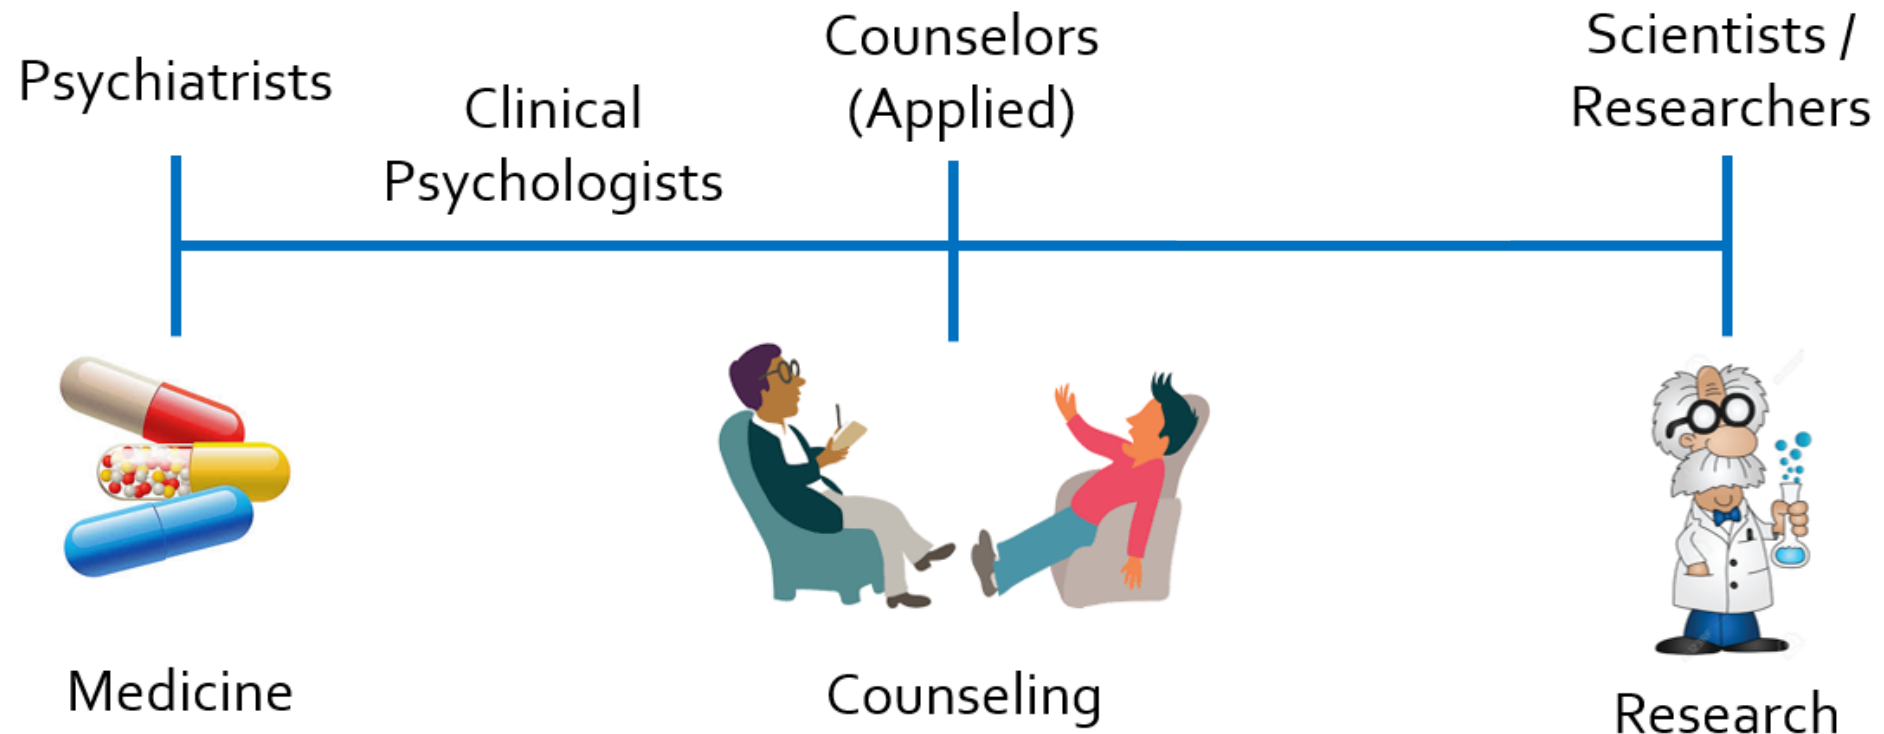 Psychiatrists
Clinical
Psychologists
Counselors
(Applied)
Scientists /
Researchers
Medicine
Counseling
Research